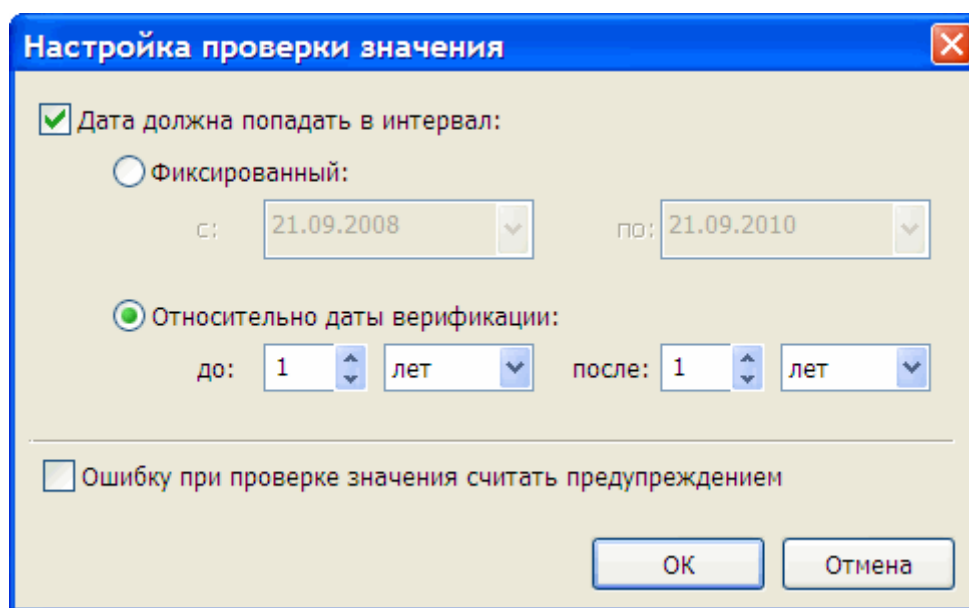 Настройка проверки значения
Дата должна попадать в интервал:
Фиксированный:
с: 21.09.2008 по: 21.09.2010
Относительно даты верификации:
до: 1 лет после: 1 лет
Ошибку при проверке значения считать предупреждением
ОК Отмена